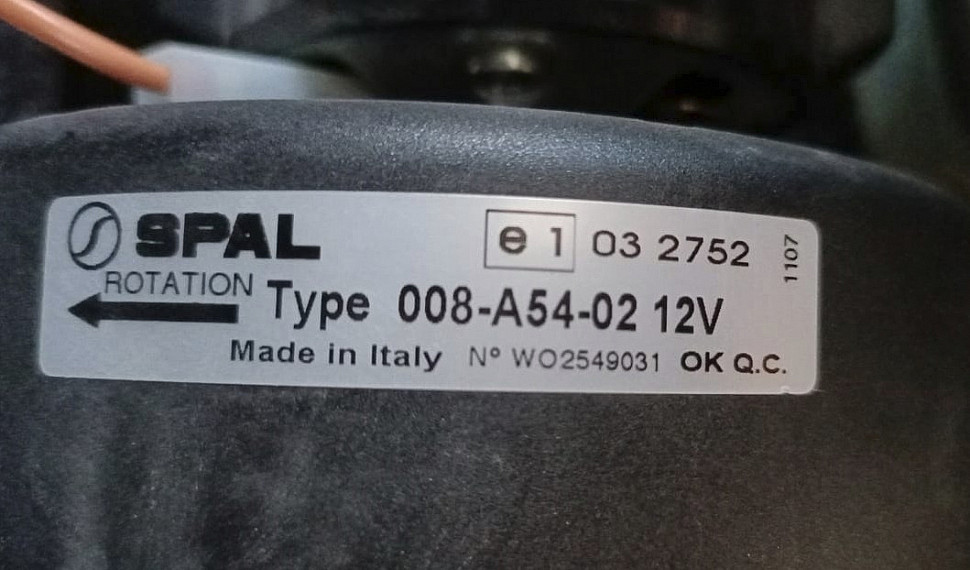 SPAL e 1 03 2752 1107
ROTATION
Type 008-A54-02 12V
Made in Italy N° WO2549031 OK Q.C.